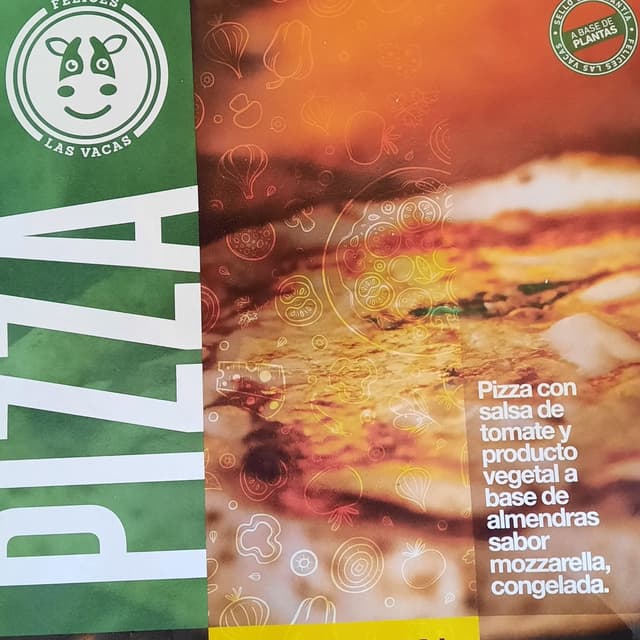 FELICES
LAS VACAS
PIZZA
A BASE DE
PLANTAS
FELICES LAS VACAS
Pizza con
salsa de
tomate y
producto
vegetal a
base de
almendras
sabor
mozzarella,
congelada.